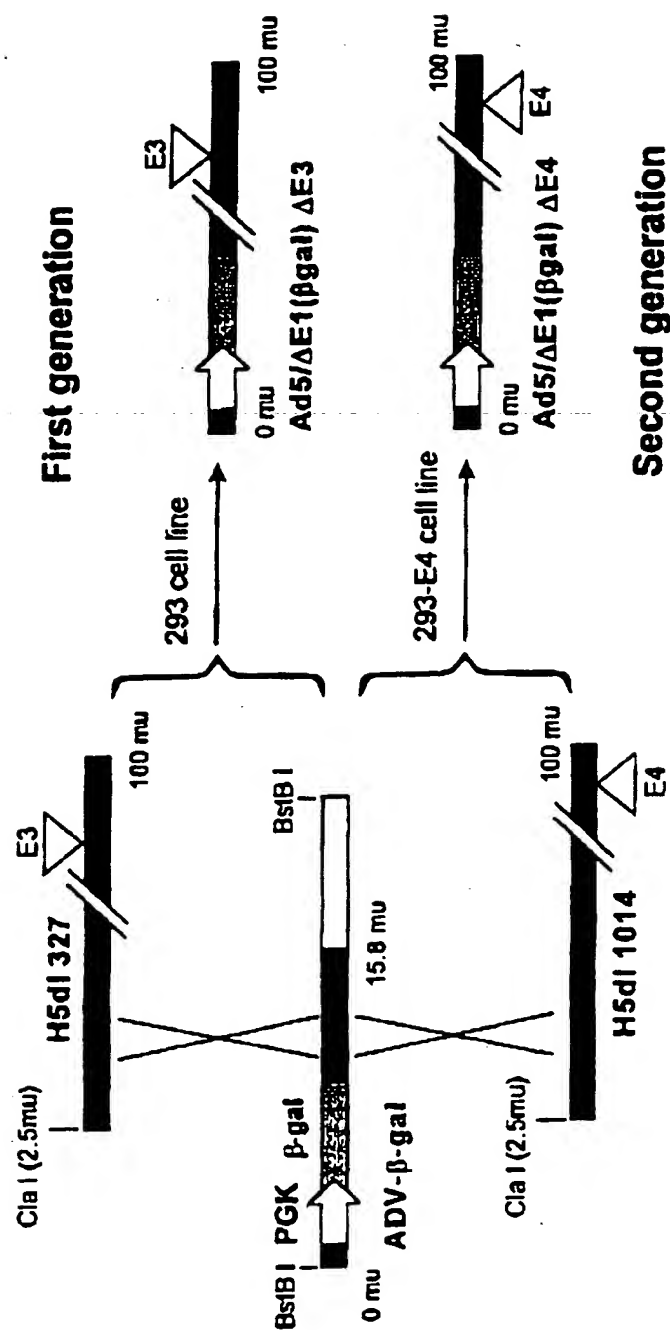 First generation
Cla I (2.5mu)
E3
H5dl 327
100 mu
293 cell line
E3
0 mu
100 mu
Ad5/ΔE1(βgal) ΔE3
BstB I
PGK
β-gal
BstB I
0 mu
ADV-β-gal
15.8 mu
293-E4 cell line
0 mu
100 mu
E4
Ad5/ΔE1(βgal) ΔE4
Cla I (2.5mu)
100 mu
H5dl 1014
E4
Second generation